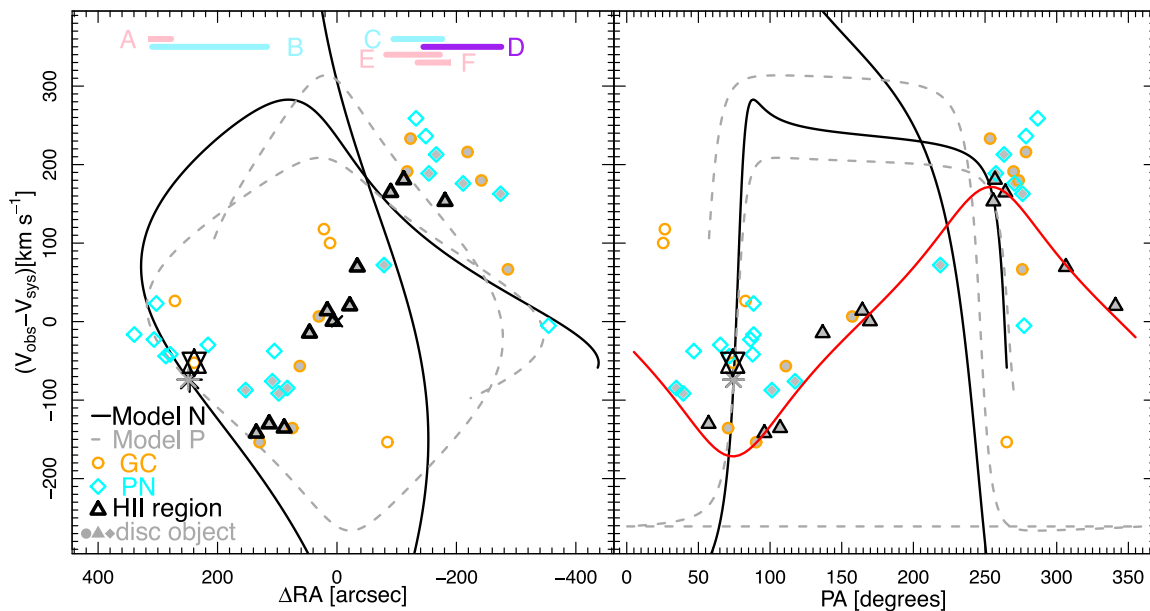 A
B
C
D
E
F
(V_obs−V_sys)[km s⁻¹)
300
200
100
0
−100
−200
Model N
Model P
GC
PN
HII region
disc object
400 200 0 −200 −400
0 50 100 150 200 250 300 350
ΔRA [arcsec] PA [degrees]